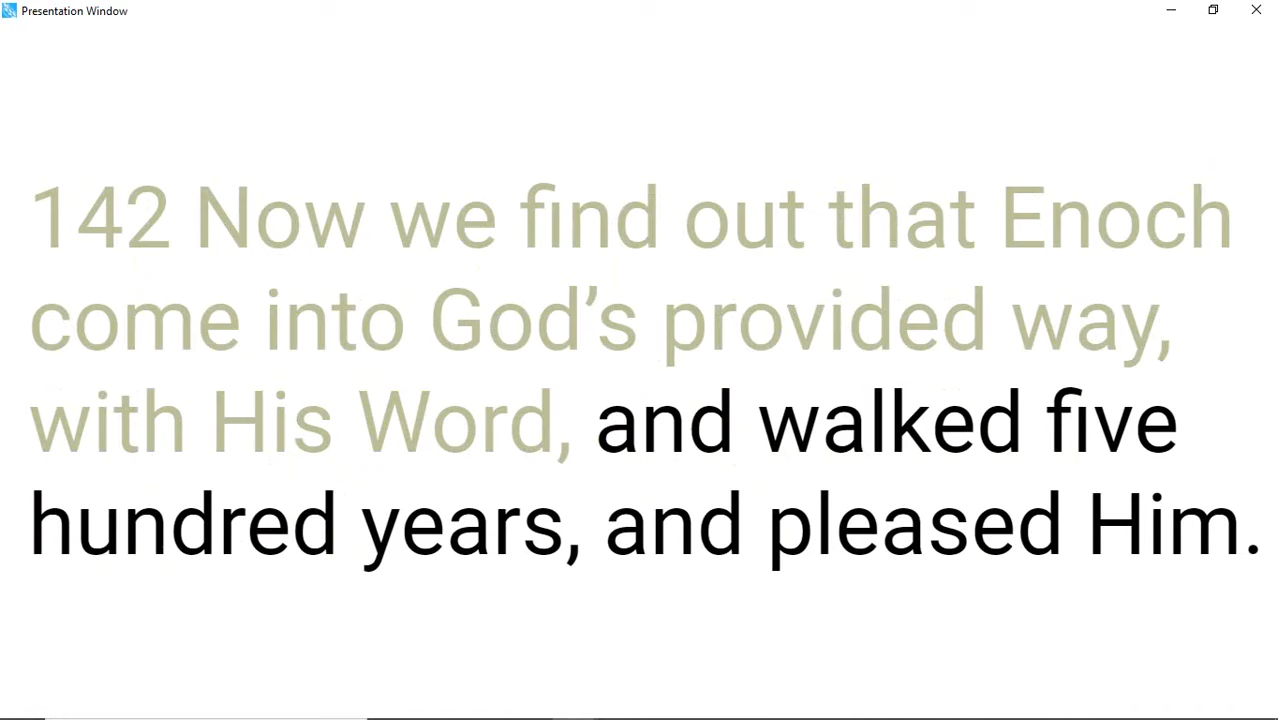 Presentation Window
142 Now we find out that Enoch
come into God’s provided way,
with His Word, and walked five
hundred years, and pleased Him.